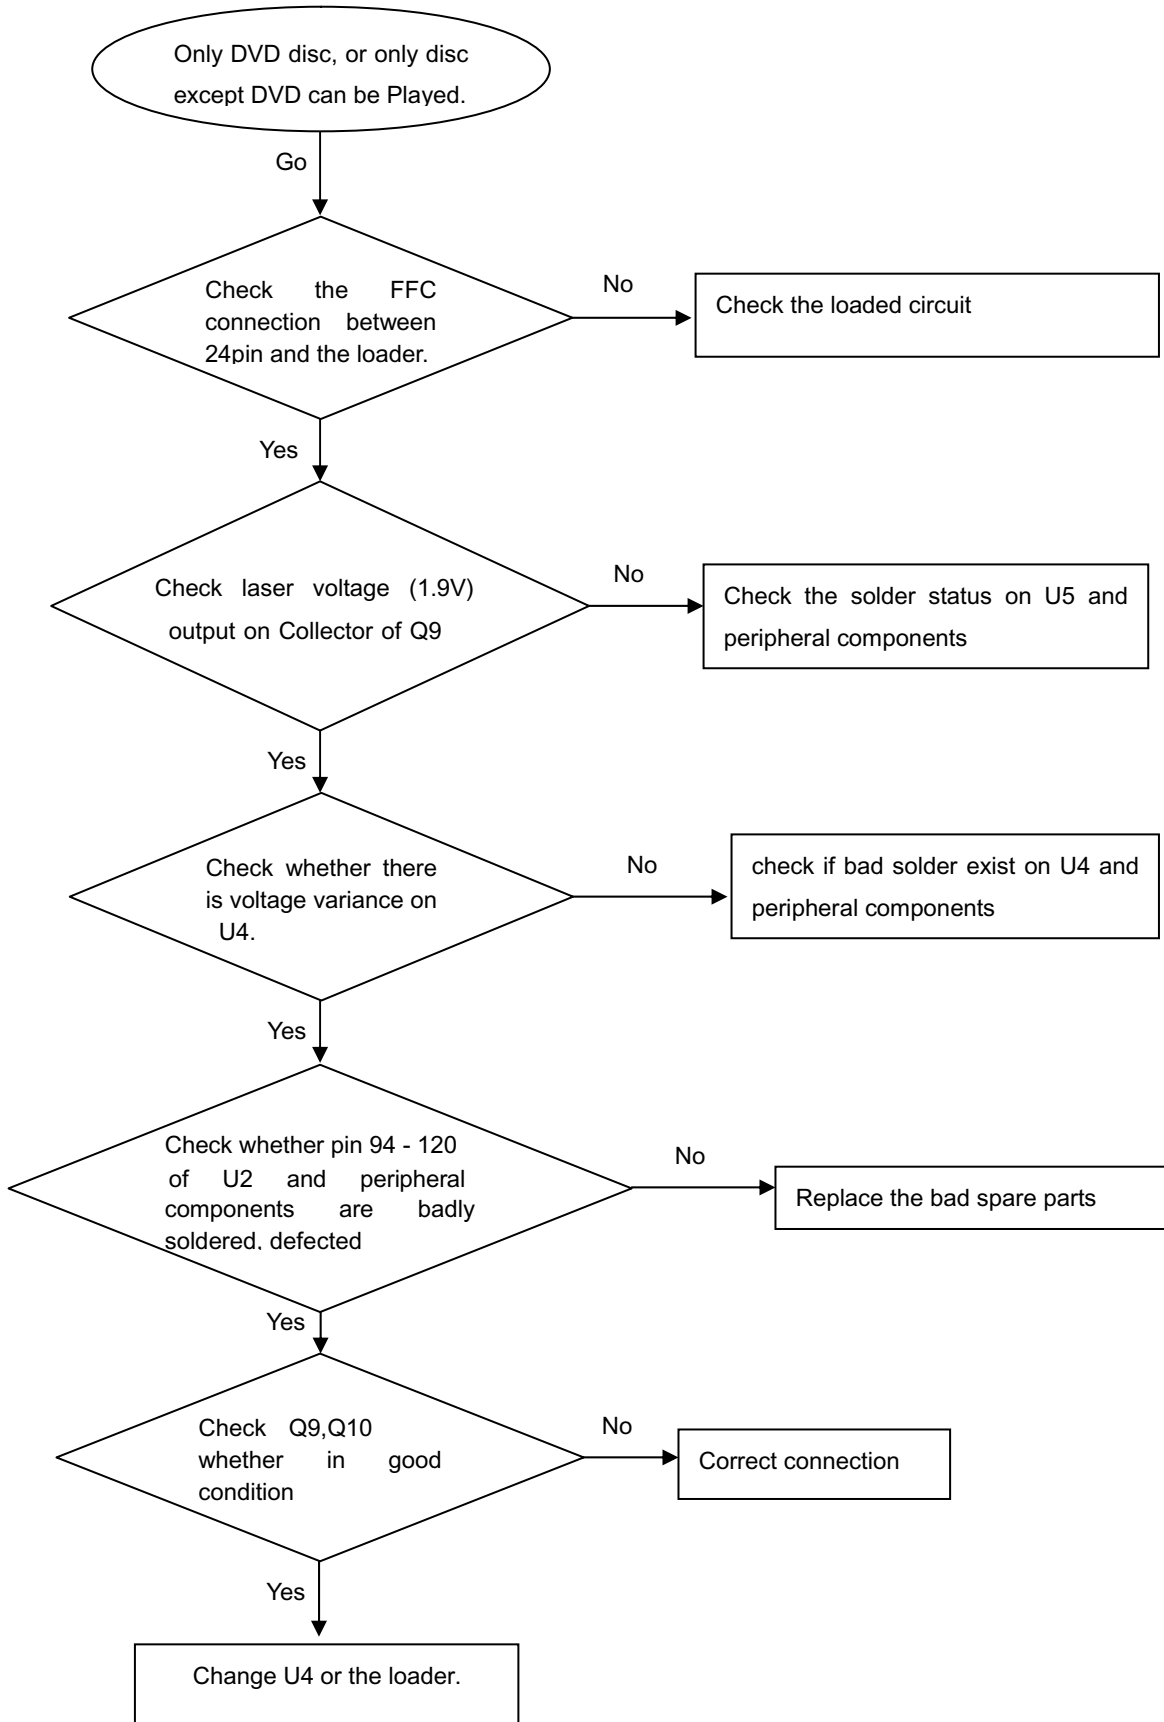 Only DVD disc, or only disc
except DVD can be Played.
Go
Check the FFC
connection between
24pin and the loader.
No
Check the loaded circuit
Yes
Check laser voltage (1.9V)
output on Collector of Q9
No
Check the solder status on U5 and
peripheral components
Yes
Check whether there
is voltage variance on
U4.
No
check if bad solder exist on U4 and
peripheral components
Yes
Check whether pin 94 - 120
of U2 and peripheral
components are badly
soldered, defected
No
Replace the bad spare parts
Yes
Check Q9,Q10
whether in good
condition
No
Correct connection
Yes
Change U4 or the loader.